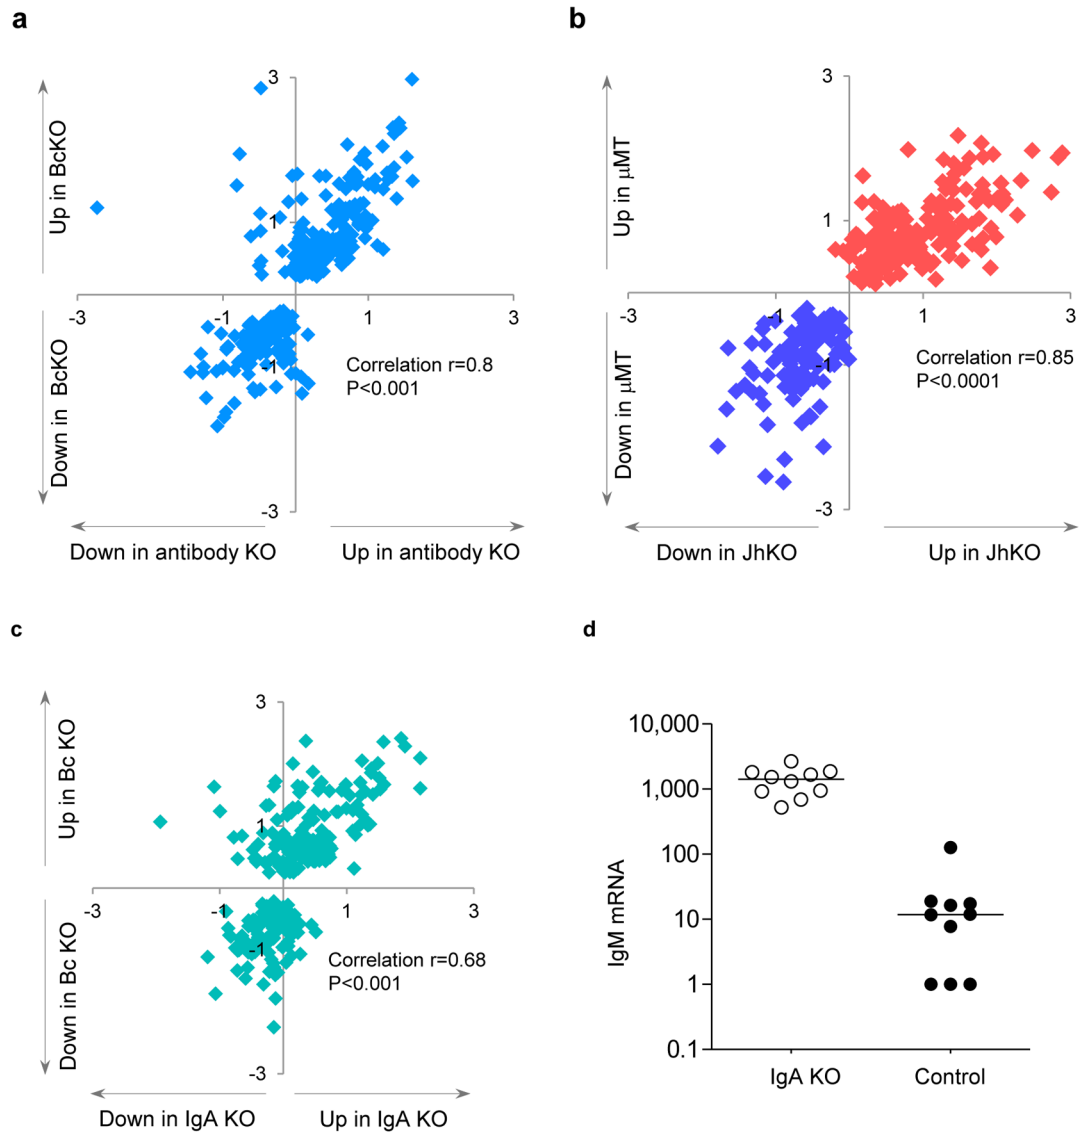 a
3
1
-3
-1
1
3
-1
-3
Up in BcKO
Down in BcKO
Correlation r=0.8
P<0.001
Down in antibody KO
Up in antibody KO
b
3
1
-3
-1
1
3
-1
-3
Up in μMT
Down in μMT
Correlation r=0.85
P<0.0001
Down in JhKO
Up in JhKO
c
3
1
-3
-1
1
3
-1
-3
Up in Bc KO
Down in Bc KO
Correlation r=0.68
P<0.001
Down in IgA KO
Up in IgA KO
d
10,000
1,000
100
10
1
0.1
IgM mRNA
IgA KO
Control